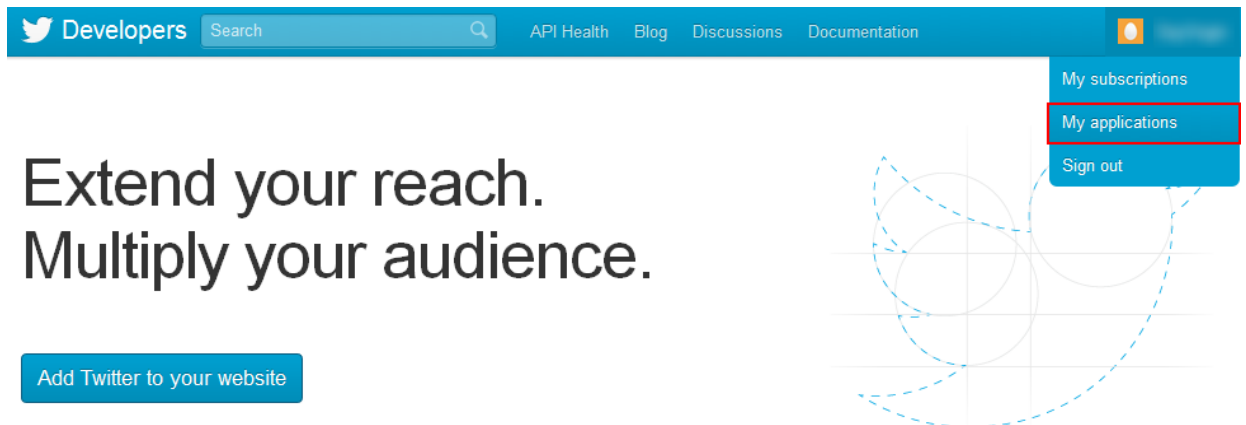 Developers Search API Health Blog Discussions Documentation
My subscriptions
My applications
Sign out
Extend your reach.
Multiply your audience.
Add Twitter to your website